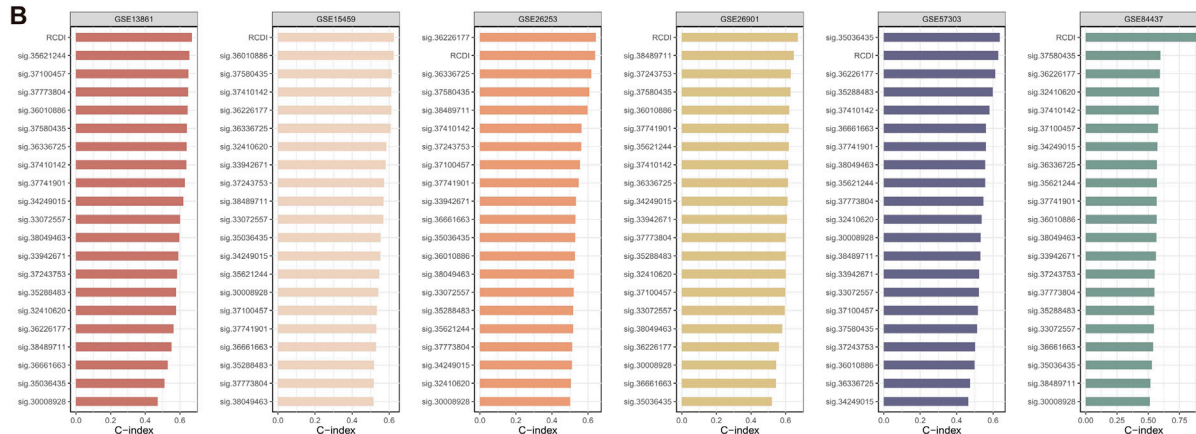 B
GSE13861
RCDI
sig.35621244
sig.37100457
sig.37773804
sig.36010886
sig.37580435
sig.36336725
sig.37410142
sig.37741901
sig.34249015
sig.33072557
sig.38049463
sig.33942671
sig.37243753
sig.35288483
sig.32410620
sig.36226177
sig.38489711
sig.36661663
sig.35036435
sig.30008928
0.0 0.2 0.4 0.6
C-index
GSE15459
RCDI
sig.36010886
sig.37580435
sig.37410142
sig.36226177
sig.36336725
sig.32410620
sig.33942671
sig.37243753
sig.38489711
sig.33072557
sig.35036435
sig.34249015
sig.35621244
sig.30008928
sig.37100457
sig.37741901
sig.36661663
sig.35288483
sig.37773804
sig.38049463
0.0 0.2 0.4 0.6
C-index
GSE26253
sig.36226177
RCDI
sig.36336725
sig.37580435
sig.38489711
sig.37410142
sig.37243753
sig.37100457
sig.37741901
sig.33942671
sig.36661663
sig.35036435
sig.36010886
sig.38049463
sig.33072557
sig.35288483
sig.35621244
sig.37773804
sig.34249015
sig.32410620
sig.30008928
0.0 0.2 0.4 0.6
C-index
GSE26901
RCDI
sig.38489711
sig.37243753
sig.37580435
sig.36010886
sig.37741901
sig.35621244
sig.37410142
sig.36336725
sig.34249015
sig.33942671
sig.37773804
sig.35288483
sig.32410620
sig.37100457
sig.33072557
sig.38049463
sig.36226177
sig.30008928
sig.36661663
sig.35036435
0.0 0.2 0.4 0.6
C-index
GSE57303
sig.35036435
RCDI
sig.36226177
sig.35288483
sig.37410142
sig.36661663
sig.37741901
sig.38049463
sig.35621244
sig.37773804
sig.32410620
sig.30008928
sig.38489711
sig.33942671
sig.33072557
sig.37100457
sig.37580435
sig.37243753
sig.36010886
sig.36336725
sig.34249015
0.0 0.2 0.4 0.6
C-index
GSE84437
RCDI
sig.37580435
sig.36226177
sig.32410620
sig.37410142
sig.37100457
sig.34249015
sig.36336725
sig.35621244
sig.37741901
sig.36010886
sig.38049463
sig.33942671
sig.37243753
sig.37773804
sig.35288483
sig.33072557
sig.36661663
sig.35036435
sig.38489711
sig.30008928
0.00 0.25 0.50 0.75
C-index